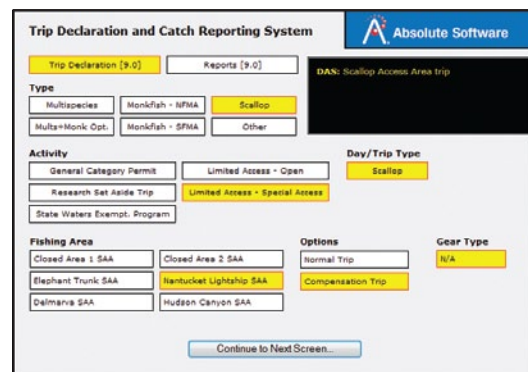 Trip Declaration and Catch Reporting System
Absolute Software
Trip Declaration [9.0] Reports [9.0]
DAS: Scallop Access Area trip
Type
Multispecies Monkfish - NFMA Scallop
Mults+Monk Opt. Monkfish - SFMA Other
Activity Day/Trip Type
General Category Permit Limited Access - Open Scallop
Research Set Aside Trip Limited Access - Special Access
State Waters Exempt. Program
Fishing Area Options Gear Type
Closed Area 1 SAA Closed Area 2 SAA Normal Trip N/A
Elephant Trunk SAA Nantucket Lightship SAA Compensation Trip
Delmarva SAA Hudson Canyon SAA
Continue to Next Screen...